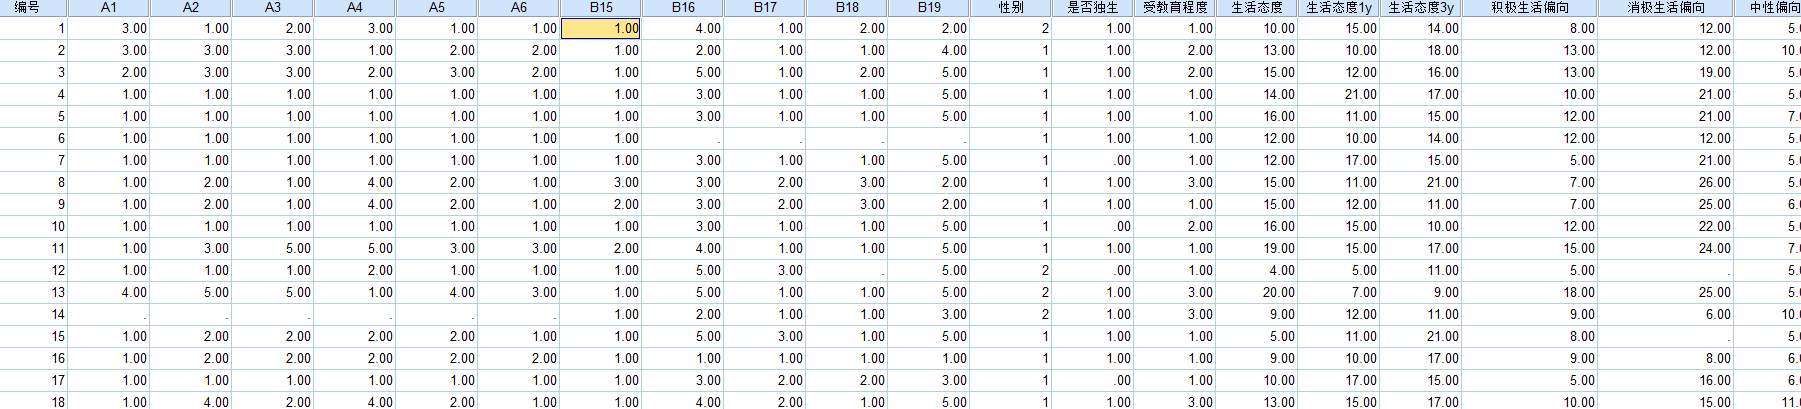 编号 A1 A2 A3 A4 A5 A6 B15 B16 B17 B18 B19 性别 是否独生 受教育程度 生活态度 生活态度1y 生活态度3y 积极生活偏向 消极生活偏向 中性偏向
1 3.00 1.00 2.00 3.00 1.00 1.00 1.00 4.00 1.00 2.00 2.00 2 1.00 1.00 10.00 15.00 14.00 8.00 12.00 5.0
2 3.00 3.00 3.00 1.00 2.00 2.00 1.00 2.00 1.00 1.00 4.00 1 1.00 2.00 13.00 10.00 18.00 13.00 12.00 10.0
3 2.00 3.00 3.00 2.00 3.00 2.00 1.00 5.00 1.00 2.00 5.00 1 1.00 2.00 15.00 12.00 16.00 13.00 19.00 5.0
4 1.00 1.00 1.00 1.00 1.00 1.00 1.00 3.00 1.00 1.00 5.00 1 1.00 1.00 14.00 21.00 17.00 10.00 21.00 5.0
5 1.00 1.00 1.00 1.00 1.00 1.00 1.00 3.00 1.00 1.00 5.00 1 1.00 1.00 16.00 11.00 15.00 12.00 21.00 7.0
6 1.00 1.00 1.00 1.00 1.00 1.00 1.00 . . . . 1 1.00 1.00 12.00 10.00 14.00 12.00 12.00 5.0
7 1.00 1.00 1.00 1.00 1.00 1.00 1.00 3.00 1.00 1.00 5.00 1 .00 1.00 12.00 17.00 15.00 5.00 21.00 5.0
8 1.00 2.00 1.00 4.00 2.00 1.00 3.00 3.00 2.00 3.00 2.00 1 1.00 3.00 15.00 11.00 21.00 7.00 26.00 5.0
9 1.00 2.00 1.00 4.00 2.00 1.00 2.00 3.00 2.00 3.00 2.00 1 1.00 1.00 15.00 12.00 11.00 7.00 25.00 6.0
10 1.00 1.00 1.00 1.00 1.00 1.00 1.00 3.00 1.00 1.00 5.00 1 .00 2.00 16.00 15.00 10.00 12.00 22.00 5.0
11 1.00 3.00 5.00 5.00 3.00 3.00 2.00 4.00 1.00 1.00 5.00 1 1.00 1.00 19.00 15.00 17.00 15.00 24.00 7.0
12 1.00 1.00 1.00 2.00 1.00 1.00 1.00 5.00 3.00 . 5.00 2 .00 1.00 4.00 5.00 11.00 5.00 . 5.0
13 4.00 5.00 5.00 1.00 4.00 3.00 1.00 5.00 1.00 1.00 5.00 2 1.00 3.00 20.00 7.00 9.00 18.00 25.00 5.0
14 . . . . . . 1.00 2.00 1.00 1.00 3.00 2 1.00 3.00 9.00 12.00 11.00 9.00 6.00 10.0
15 1.00 2.00 2.00 2.00 2.00 1.00 1.00 5.00 3.00 1.00 5.00 1 1.00 1.00 5.00 11.00 21.00 8.00 . 5.0
16 1.00 2.00 2.00 2.00 2.00 2.00 1.00 1.00 1.00 1.00 1.00 1 1.00 1.00 9.00 10.00 17.00 9.00 8.00 6.0
17 1.00 1.00 1.00 1.00 1.00 1.00 1.00 3.00 2.00 2.00 3.00 1 .00 1.00 10.00 17.00 15.00 5.00 16.00 6.0
18 1.00 4.00 2.00 4.00 2.00 1.00 1.00 4.00 2.00 1.00 5.00 1 1.00 3.00 13.00 15.00 17.00 10.00 15.00 11.0